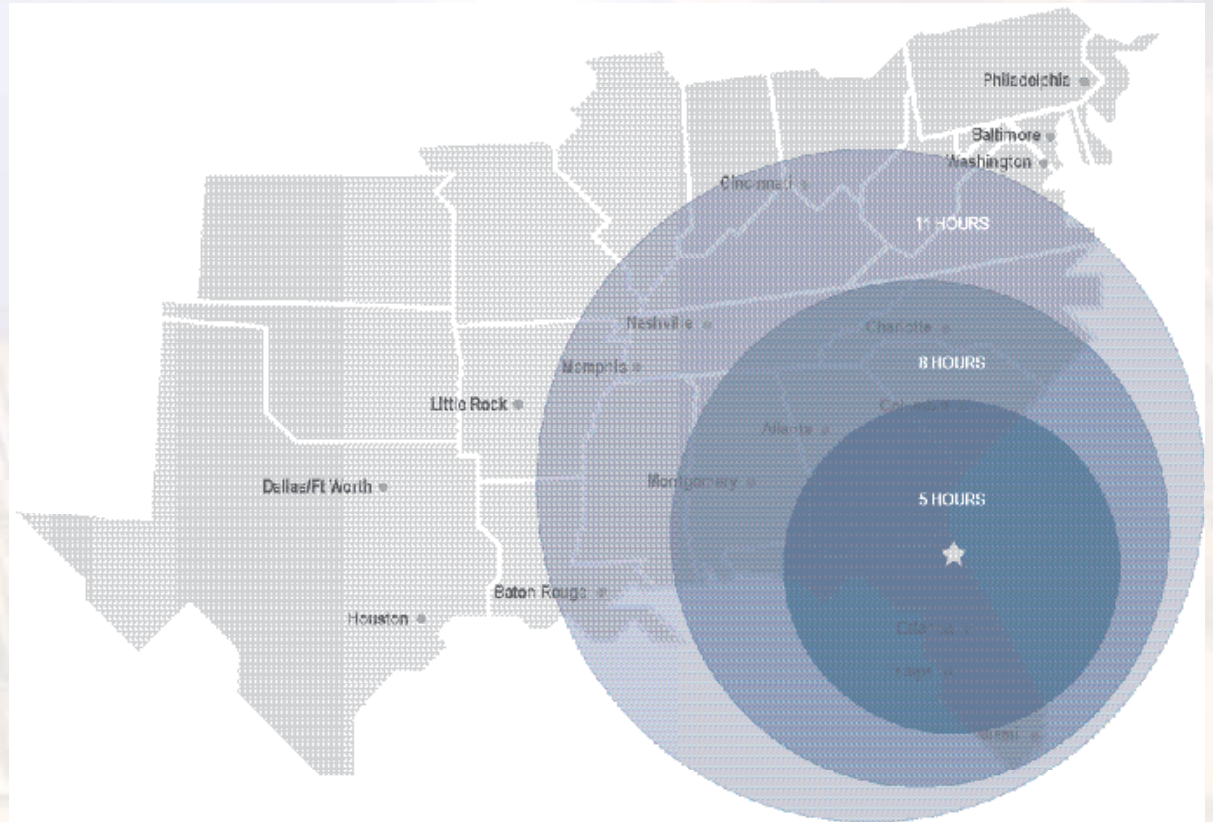 Philadelphia
Baltimore
Washington
Cincinnati
11 HOURS
Nashville
Charlotte
8 HOURS
Memphis
Little Rock
Atlanta
Montgomery
Dallas/Ft Worth
5 HOURS
Baton Rouge
Houston
Miami